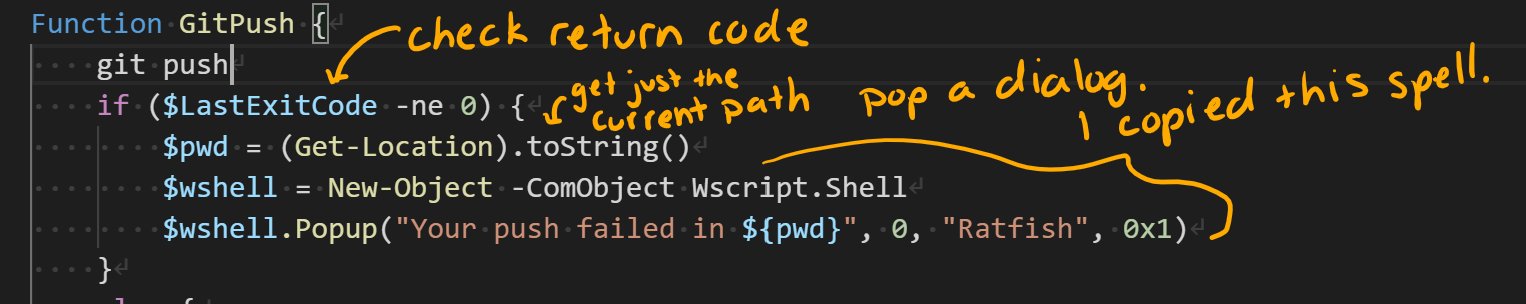 Function GitPush {
check return code
git push
if ($LastExitCode -ne 0) {
get just the
current path
pop a dialog.
I copied this spell.
$pwd = (Get-Location).toString()
$wshell = New-Object -ComObject Wscript.Shell
$wshell.Popup("Your push failed in ${pwd}", 0, "Ratfish", 0x1)
}